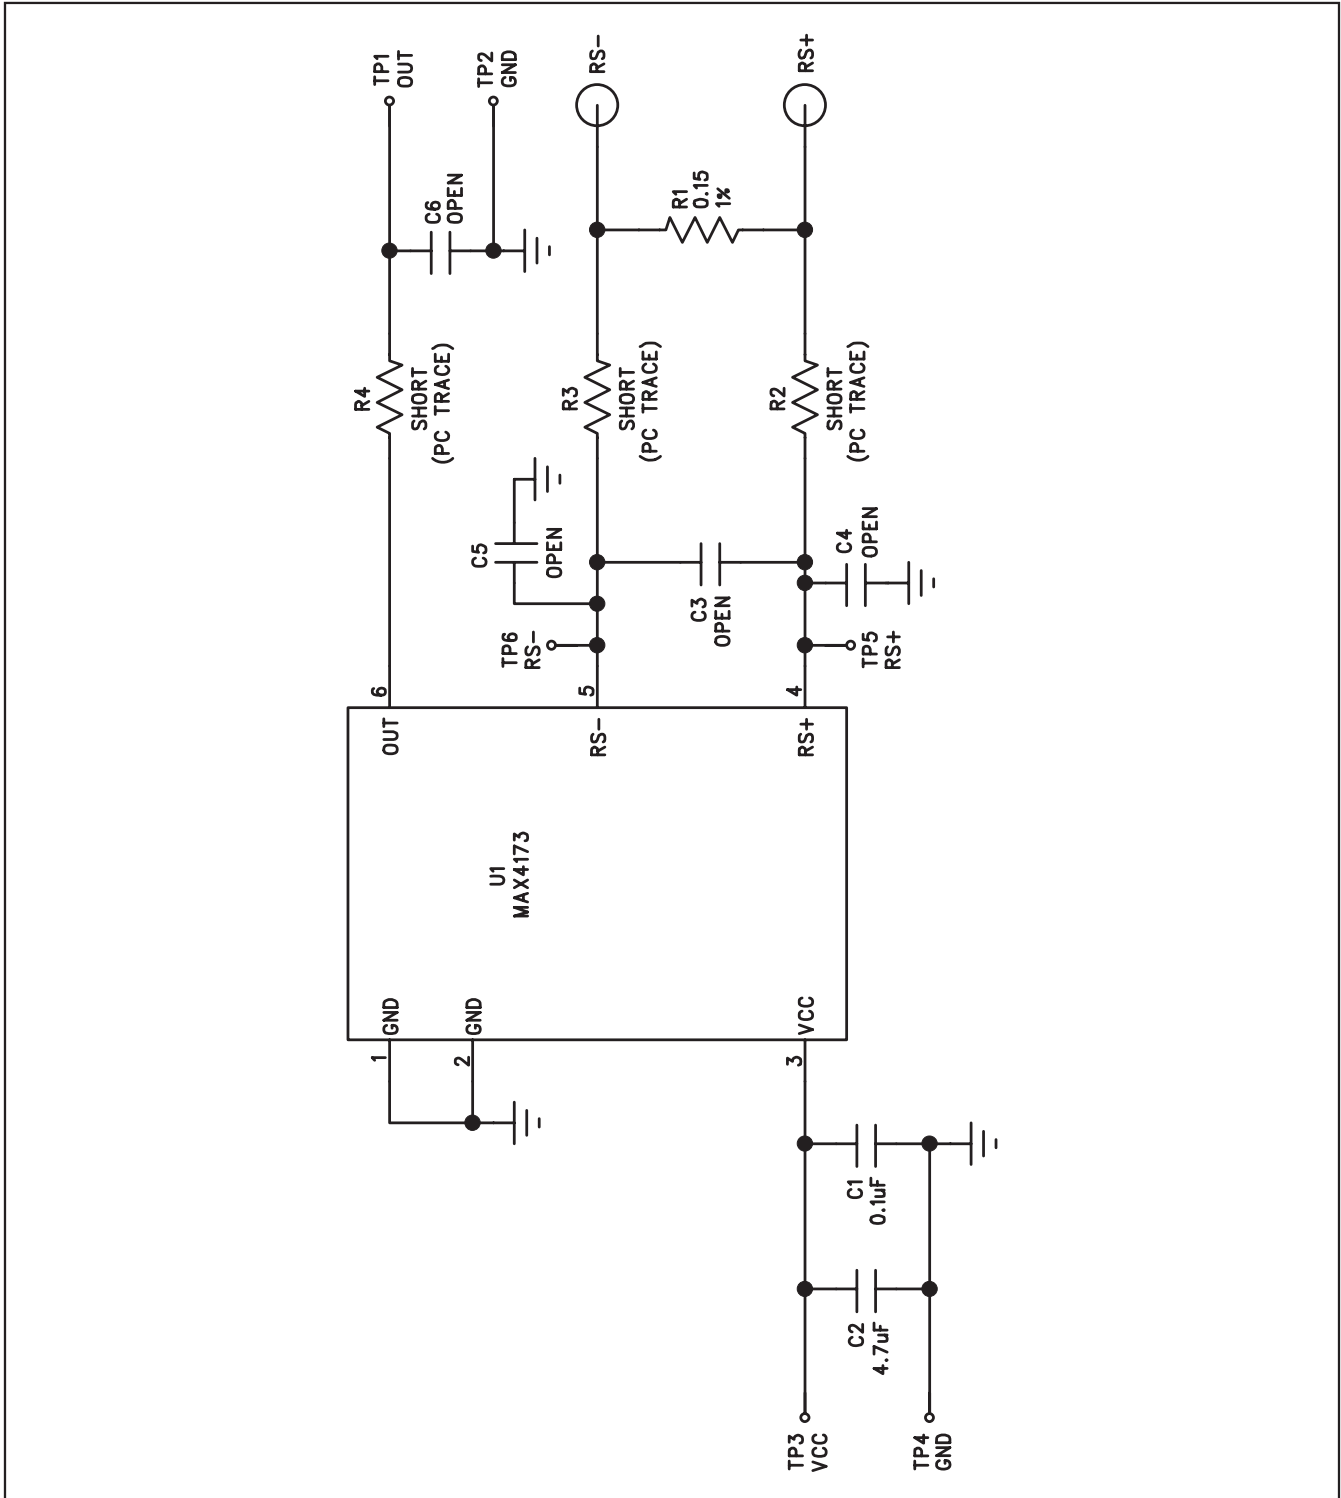 TP1
OUT
TP2
GND
RS-
RS+
C6
OPEN
R1
0.15
1%
R4
SHORT
(PC TRACE)
R3
SHORT
(PC TRACE)
R2
SHORT
(PC TRACE)
C5
OPEN
C3
OPEN
C4
OPEN
TP6
RS-
TP5
RS+
6
5
4
OUT
RS-
RS+
U1
MAX4173
GND
GND
VCC
1
2
3
C1
0.1uF
C2
4.7uF
TP3
VCC
TP4
GND